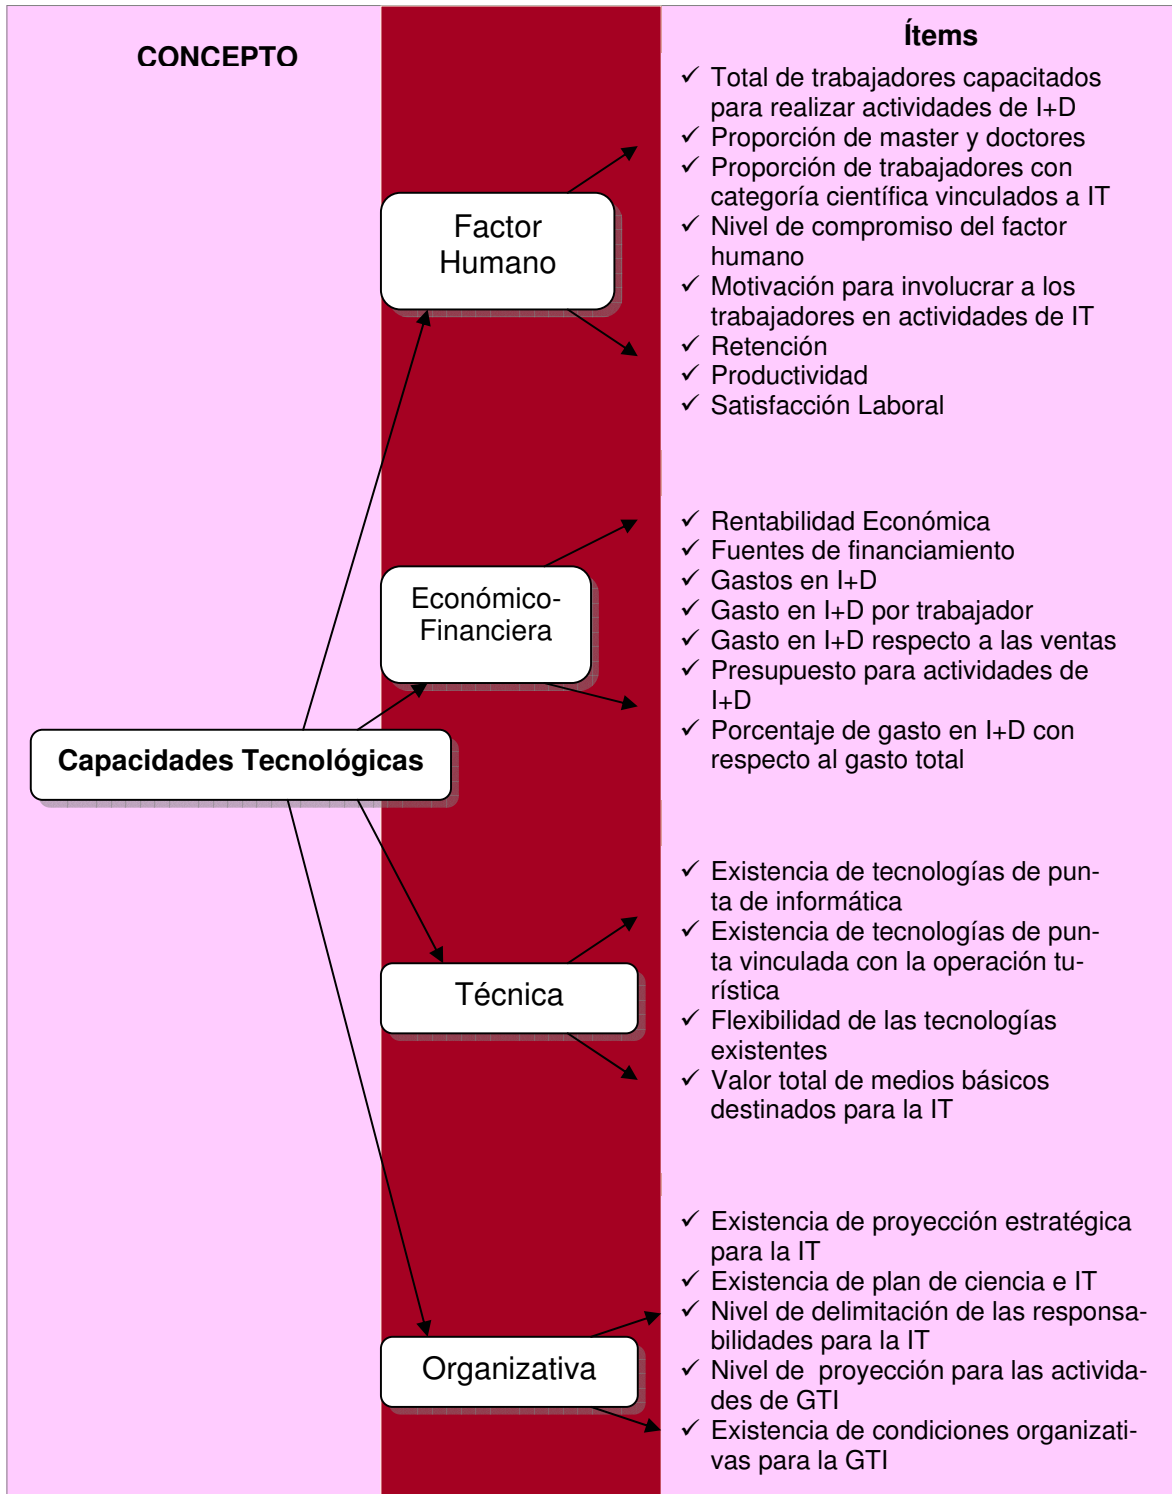 CONCEPTO
Ítems
Capacidades Tecnológicas
Factor
Humano
✓ Total de trabajadores capacitados
para realizar actividades de I+D
✓ Proporción de master y doctores
✓ Proporción de trabajadores con
categoría científica vinculados a IT
✓ Nivel de compromiso del factor
humano
✓ Motivación para involucrar a los
trabajadores en actividades de IT
✓ Retención
✓ Productividad
✓ Satisfacción Laboral
Económico-
Financiera
✓ Rentabilidad Económica
✓ Fuentes de financiamiento
✓ Gastos en I+D
✓ Gasto en I+D por trabajador
✓ Gasto en I+D respecto a las ventas
✓ Presupuesto para actividades de
I+D
✓ Porcentaje de gasto en I+D con
respecto al gasto total
Técnica
✓ Existencia de tecnologías de pun-
ta de informática
✓ Existencia de tecnologías de pun-
ta vinculada con la operación tu-
rística
✓ Flexibilidad de las tecnologías
existentes
✓ Valor total de medios básicos
destinados para la IT
Organizativa
✓ Existencia de proyección estratégica
para la IT
✓ Existencia de plan de ciencia e IT
✓ Nivel de delimitación de las responsa-
bilidades para la IT
✓ Nivel de  proyección para las activida-
des de GTI
✓ Existencia de condiciones organizati-
vas para la GTI